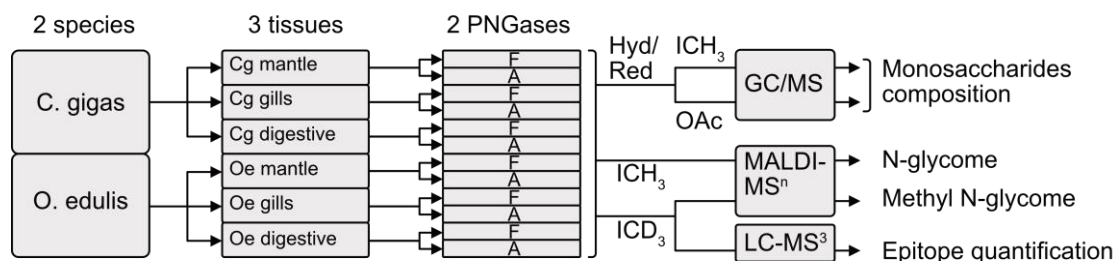 2 species
3 tissues
2 PNGases
C. gigas
O. edulis
Cg mantle
Cg gills
Cg digestive
Oe mantle
Oe gills
Oe digestive
F
A
F
A
F
A
F
A
F
A
F
A
Hyd/
Red
ICH₃
OAc
ICH₃
ICD₃
GC/MS
MALDI-
MSⁿ
LC-MS³
Monosaccharides
composition
N-glycome
Methyl N-glycome
Epitope quantification